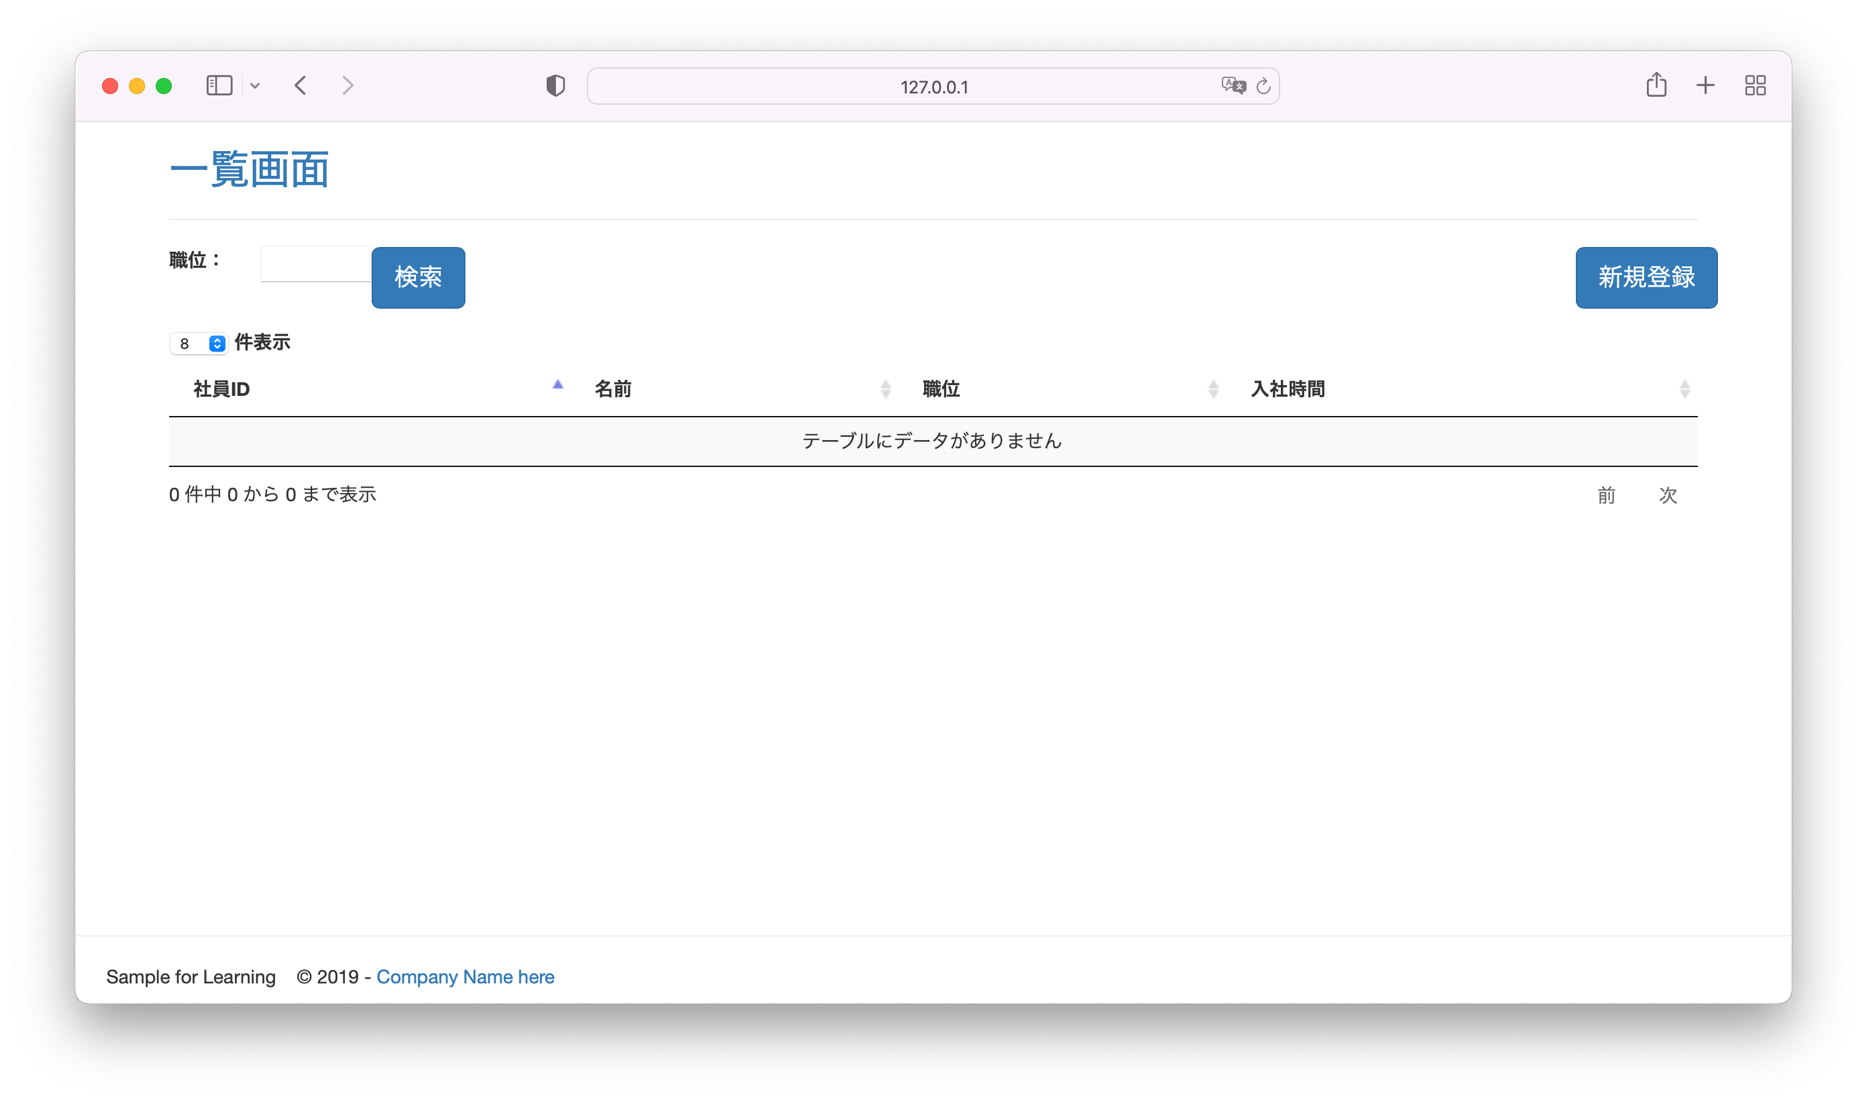 127.0.0.1
一覧画面
職位：
検索
新規登録
8 件表示
社員ID 名前 職位 入社時間
テーブルにデータがありません
0 件中 0 から 0 まで表示
前 次
Sample for Learning © 2019 - Company Name here